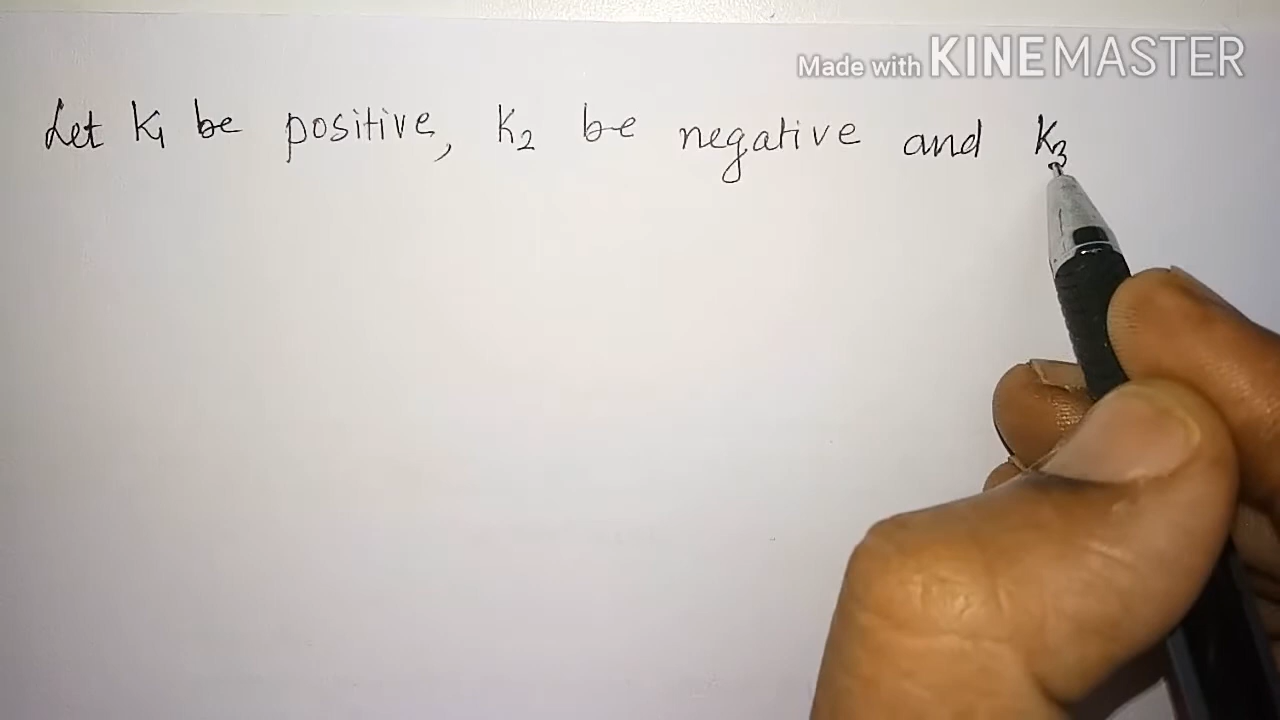 Made with KINEMASTER
Let K1 be positive, K2 be negative and K3